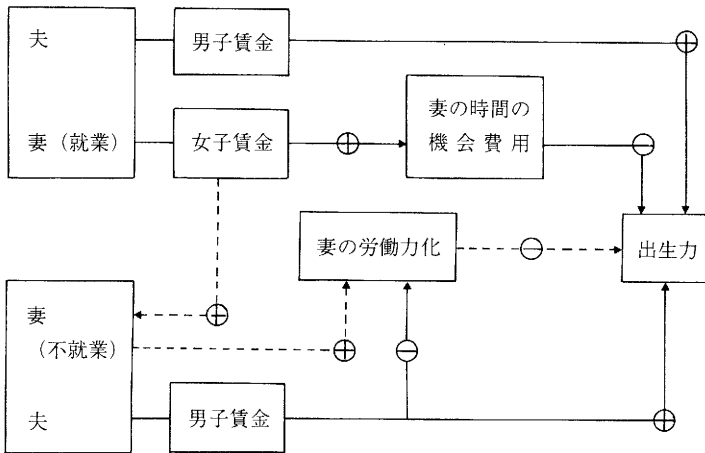 夫
男子賃金
妻（就業）
女子賃金
妻の時間の
機会費用
妻の労働力化
出生力
妻
（不就業）
夫
男子賃金